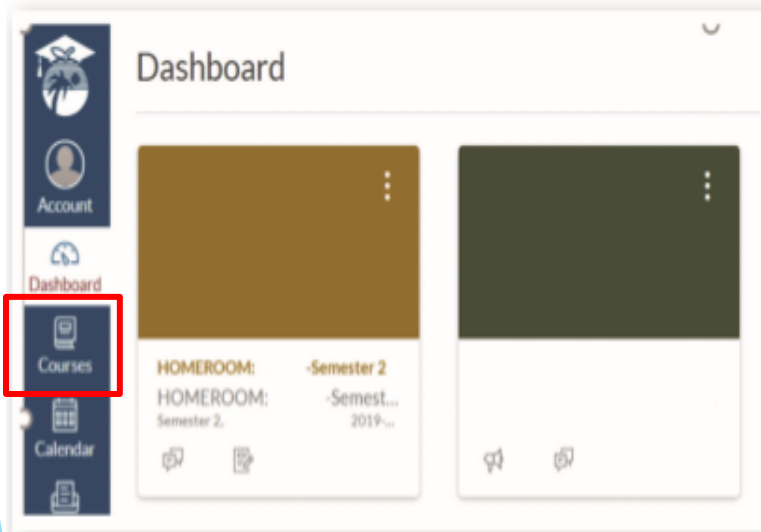 Dashboard
Account
Dashboard
Courses
Calendar
HOMEROOM: -Semester 2
HOMEROOM: -Semest...
Semester 2, 2019-...